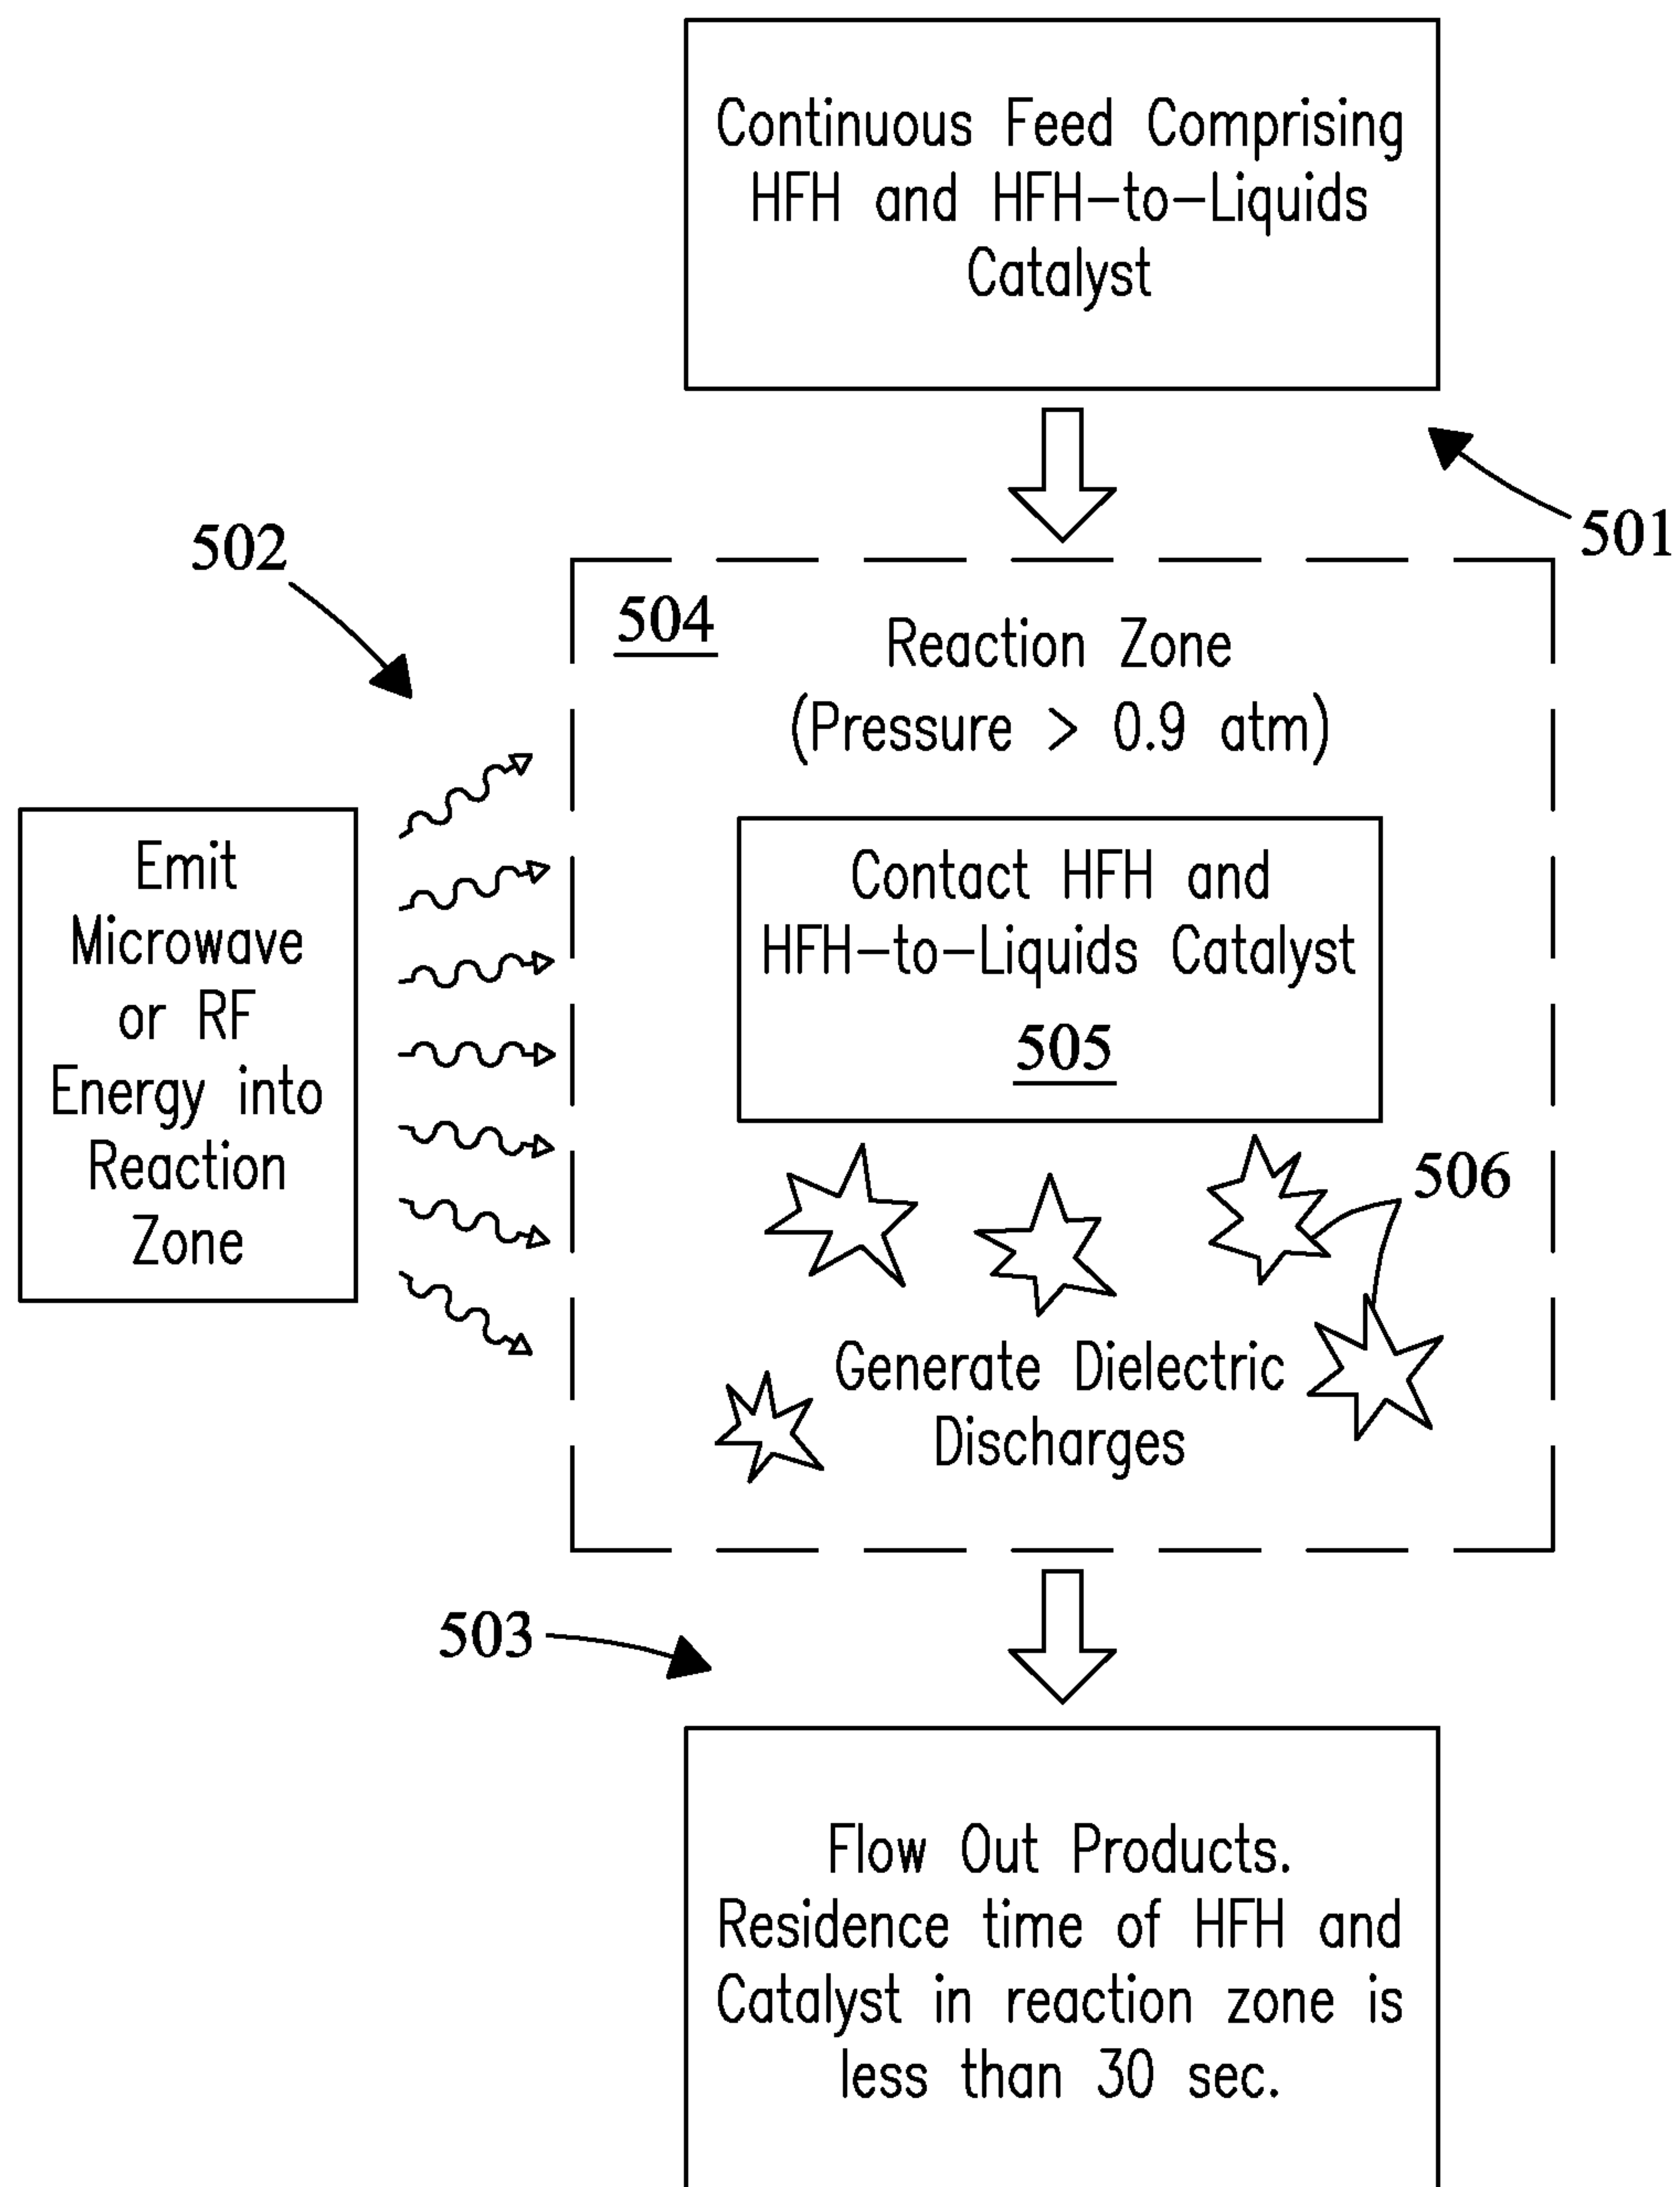 Continuous Feed Comprising
HFH and HFH-to-Liquids
Catalyst
501
502
504
Reaction Zone
(Pressure > 0.9 atm)
Emit
Microwave
or RF
Energy into
Reaction
Zone
Contact HFH and
HFH-to-Liquids Catalyst
505
506
Generate Dielectric
Discharges
503
Flow Out Products.
Residence time of HFH and
Catalyst in reaction zone is
less than 30 sec.